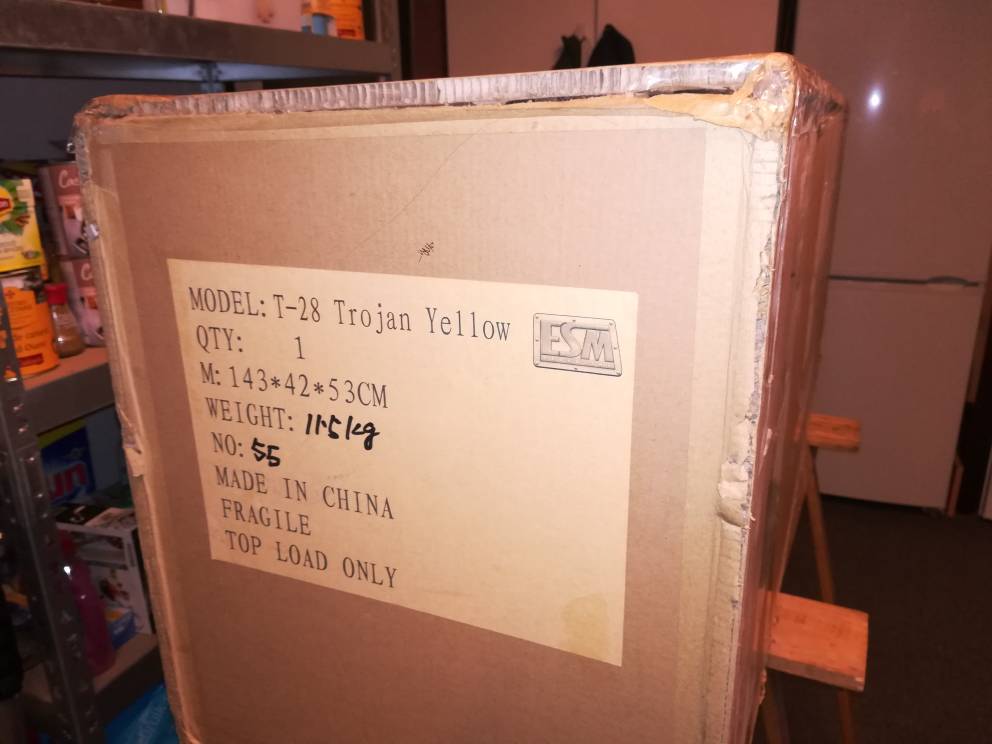 MODEL: T-28 Trojan Yellow
ESM
QTY: 1
M: 143*42*53CM
WEIGHT: 11.5kg
NO: 55
MADE IN CHINA
FRAGILE
TOP LOAD ONLY